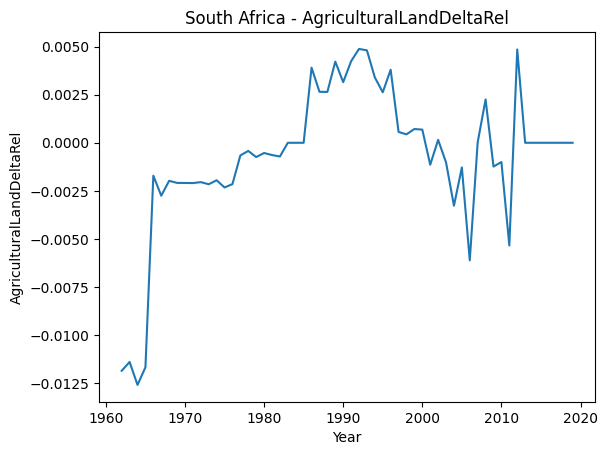 South Africa - AgriculturalLandDeltaRel
0.0050
0.0025
0.0000
−0.0025
−0.0050
−0.0075
−0.0100
−0.0125
AgriculturalLandDeltaRel
1960 1970 1980 1990 2000 2010 2020
Year